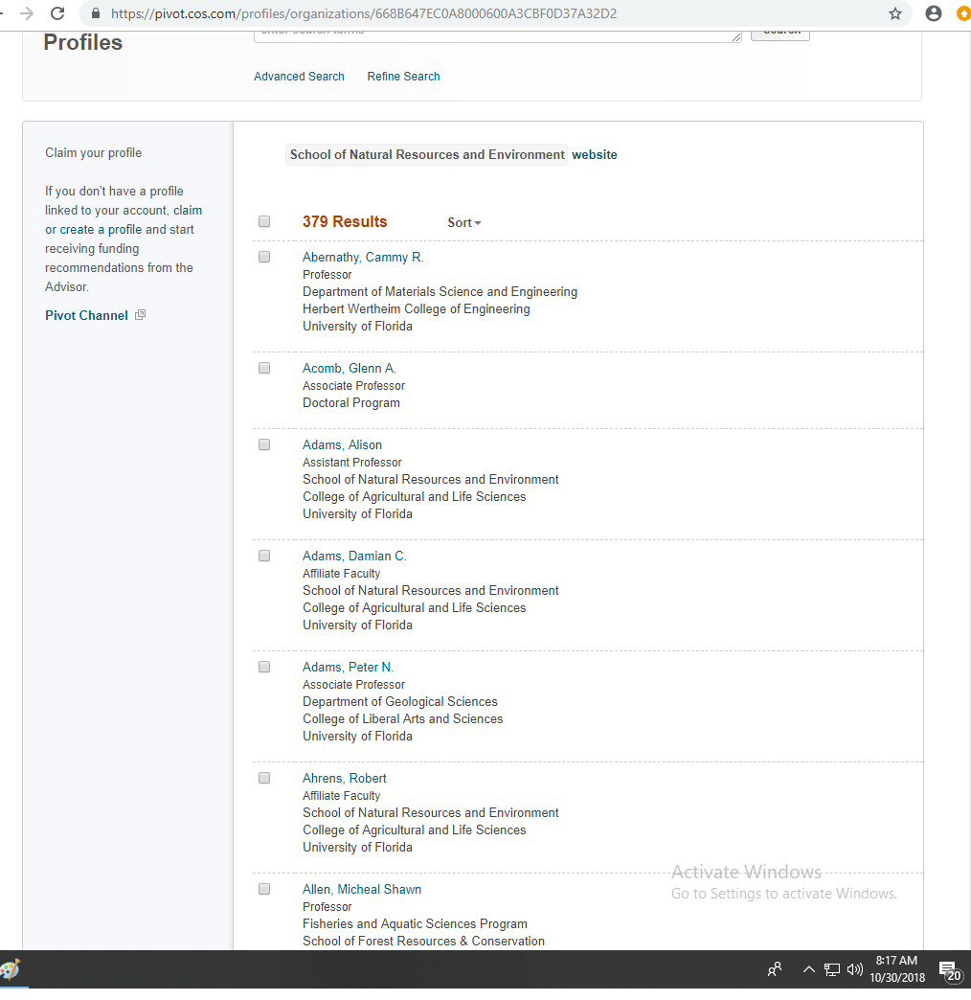 https://pivot.cos.com/profiles/organizations/668B647EC0A8000600A3CBF0D37A32D2
Profiles
enter search terms
Search
Advanced Search Refine Search
Claim your profile
If you don't have a profile
linked to your account, claim
or create a profile and start
receiving funding
recommendations from the
Advisor.
Pivot Channel
School of Natural Resources and Environment website
379 Results Sort
Abernathy, Cammy R.
Professor
Department of Materials Science and Engineering
Herbert Wertheim College of Engineering
University of Florida
Acomb, Glenn A.
Associate Professor
Doctoral Program
Adams, Alison
Assistant Professor
School of Natural Resources and Environment
College of Agricultural and Life Sciences
University of Florida
Adams, Damian C.
Affiliate Faculty
School of Natural Resources and Environment
College of Agricultural and Life Sciences
University of Florida
Adams, Peter N.
Associate Professor
Department of Geological Sciences
College of Liberal Arts and Sciences
University of Florida
Ahrens, Robert
Affiliate Faculty
School of Natural Resources and Environment
College of Agricultural and Life Sciences
University of Florida
Allen, Micheal Shawn
Professor
Fisheries and Aquatic Sciences Program
School of Forest Resources & Conservation
Activate Windows
Go to Settings to activate Windows.
8:17 AM
10/30/2018
20